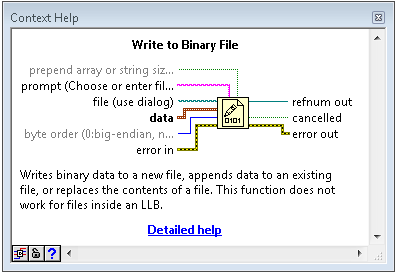 Context Help
Write to Binary File
prepend array or string siz...
prompt (Choose or enter fil...
file (use dialog)
data
byte order (0:big-endian, n...
error in
0101
refnum out
cancelled
error out
Writes binary data to a new file, appends data to an existing
file, or replaces the contents of a file. This function does not
work for files inside an LLB.
Detailed help
?